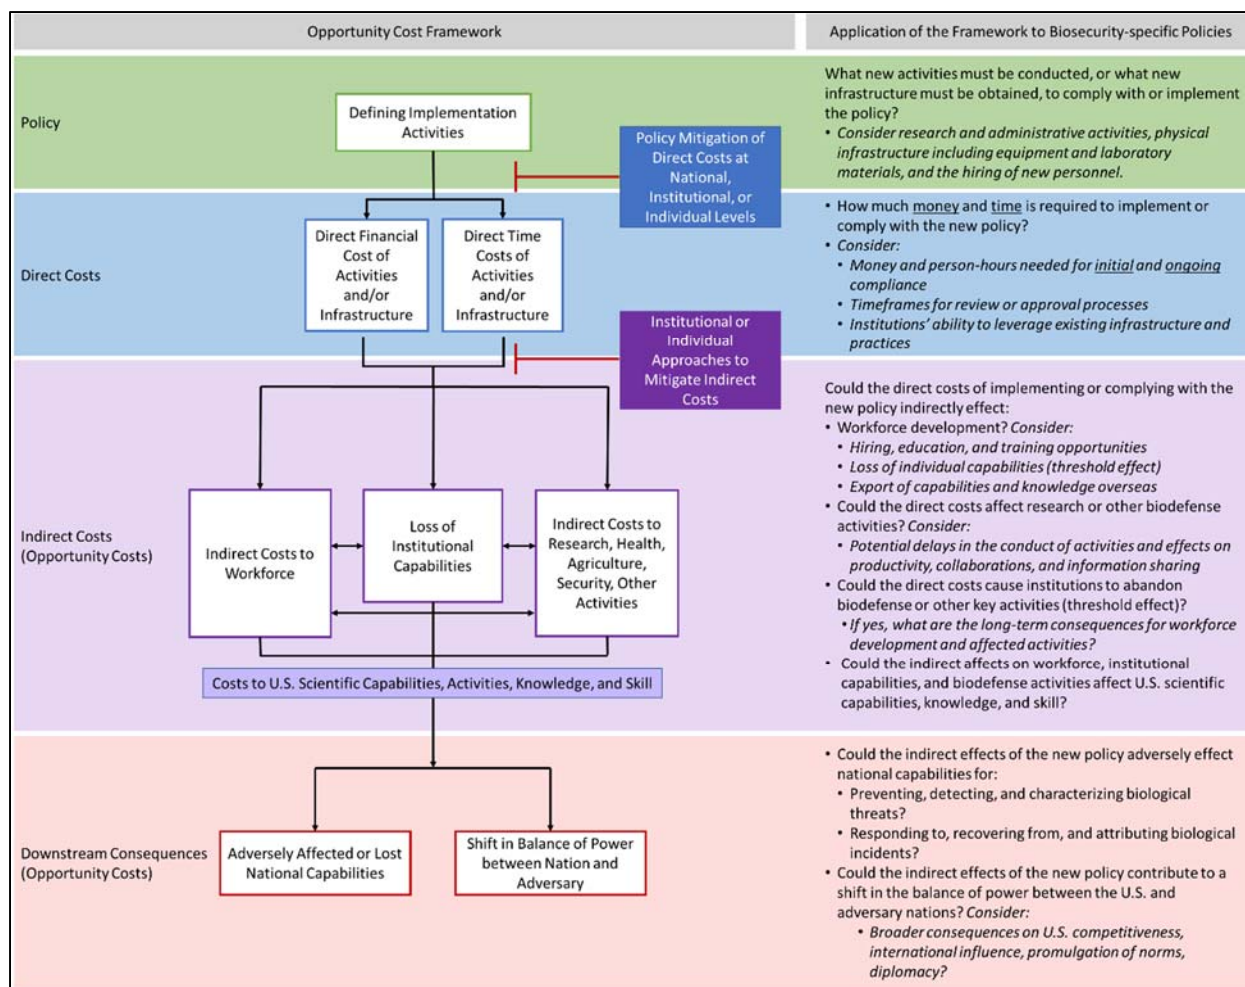 Opportunity Cost Framework
Application of the Framework to Biosecurity-specific Policies
Policy
Defining Implementation
Activities
Policy Mitigation of
Direct Costs at
National,
Institutional, or
Individual Levels
What new activities must be conducted, or what new
infrastructure must be obtained, to comply with or implement
the policy?
• Consider research and administrative activities, physical
infrastructure including equipment and laboratory
materials, and the hiring of new personnel.
Direct Costs
Direct Financial
Cost of
Activities
and/or
Infrastructure
Direct Time
Costs of
Activities
and/or
Infrastructure
Institutional or
Individual
Approaches to
Mitigate Indirect
Costs
• How much money and time is required to implement or
comply with the new policy?
• Consider:
• Money and person-hours needed for initial and ongoing
compliance
• Timeframes for review or approval processes
• Institutions' ability to leverage existing infrastructure and
practices
Indirect Costs
(Opportunity Costs)
Indirect Costs to
Workforce
Loss of
Institutional
Capabilities
Indirect Costs to
Research, Health,
Agriculture,
Security, Other
Activities
Costs to U.S. Scientific Capabilities, Activities, Knowledge, and Skill
Could the direct costs of implementing or complying with the
new policy indirectly effect:
• Workforce development? Consider:
• Hiring, education, and training opportunities
• Loss of individual capabilities (threshold effect)
• Export of capabilities and knowledge overseas
• Could the direct costs affect research or other biodefense
activities? Consider:
• Potential delays in the conduct of activities and effects on
productivity, collaborations, and information sharing
• Could the direct costs cause institutions to abandon
biodefense or other key activities (threshold effect)?
• If yes, what are the long-term consequences for workforce
development and affected activities?
• Could the indirect affects on workforce, institutional
capabilities, and biodefense activities affect U.S. scientific
capabilities, knowledge, and skill?
Downstream Consequences
(Opportunity Costs)
Adversely Affected or Lost
National Capabilities
Shift in Balance of Power
between Nation and
Adversary
• Could the indirect effects of the new policy adversely effect
national capabilities for:
• Preventing, detecting, and characterizing biological
threats?
• Responding to, recovering from, and attributing biological
incidents?
• Could the indirect effects of the new policy contribute to a
shift in the balance of power between the U.S. and
adversary nations? Consider:
• Broader consequences on U.S. competitiveness,
international influence, promulgation of norms,
diplomacy?